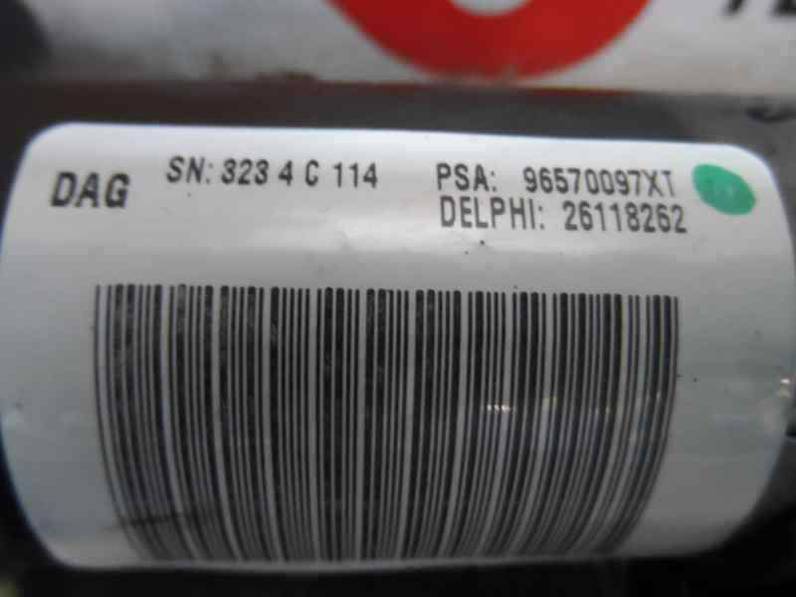 DAG SN: 323 4 C 114 PSA: 96570097XT
DELPHI: 26118262